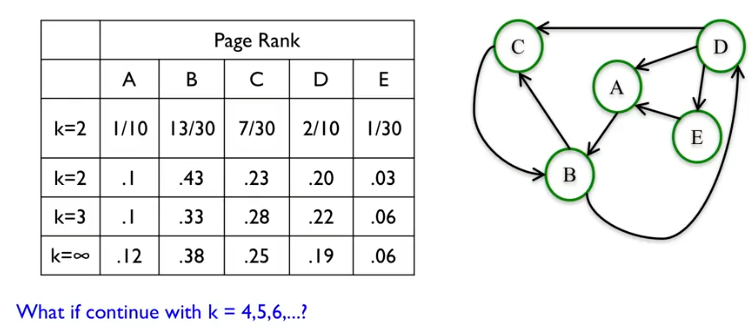 Page Rank
A B C D E
k=2 1/10 13/30 7/30 2/10 1/30
k=2 .1 .43 .23 .20 .03
k=3 .1 .33 .28 .22 .06
k=∞ .12 .38 .25 .19 .06
What if continue with k = 4,5,6,...?
C
D
A
E
B